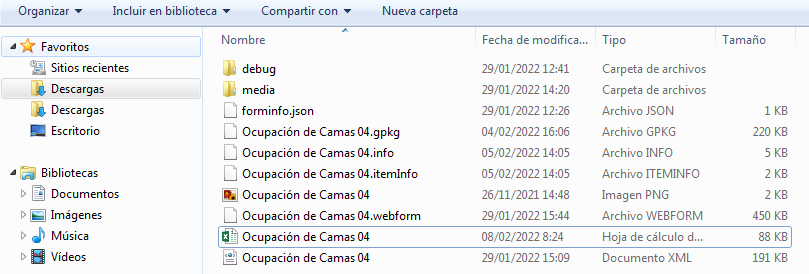 Organizar Incluir en biblioteca Compartir con Nueva carpeta
Favoritos
Sitios recientes
Descargas
Descargas
Escritorio
Bibliotecas
Documentos
Imágenes
Música
Vídeos
Nombre Fecha de modifica... Tipo Tamaño
debug 29/01/2022 12:41 Carpeta de archivos
media 29/01/2022 14:20 Carpeta de archivos
forminfo.json 29/01/2022 12:26 Archivo JSON 1 KB
Ocupación de Camas 04.gpkg 04/02/2022 16:06 Archivo GPKG 220 KB
Ocupación de Camas 04.info 05/02/2022 14:05 Archivo INFO 5 KB
Ocupación de Camas 04.itemInfo 05/02/2022 14:05 Archivo ITEMINFO 2 KB
Ocupación de Camas 04 26/11/2021 14:48 Imagen PNG 2 KB
Ocupación de Camas 04.webform 29/01/2022 15:44 Archivo WEBFORM 450 KB
Ocupación de Camas 04 08/02/2022 8:24 Hoja de cálculo d... 88 KB
Ocupación de Camas 04 29/01/2022 15:09 Documento XML 191 KB